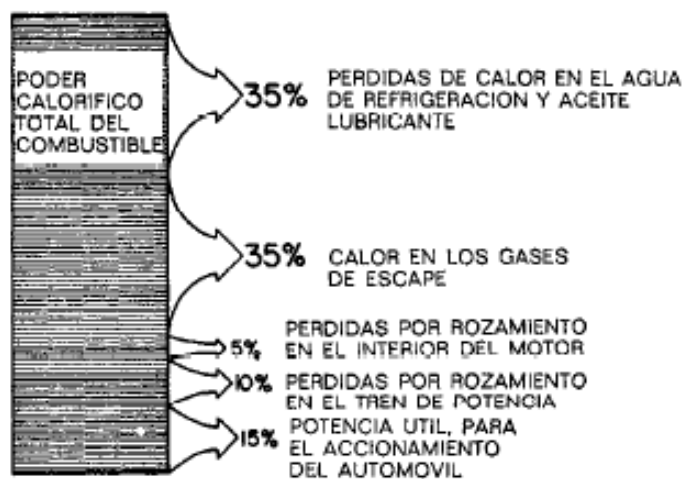 PODER
CALORIFICO
TOTAL DEL
COMBUSTIBLE
35% PERDIDAS DE CALOR EN EL AGUA
DE REFRIGERACION Y ACEITE
LUBRICANTE
35% CALOR EN LOS GASES
DE ESCAPE
5% PERDIDAS POR ROZAMIENTO
EN EL INTERIOR DEL MOTOR
10% PERDIDAS POR ROZAMIENTO
EN EL TREN DE POTENCIA
15% POTENCIA UTIL, PARA
EL ACCIONAMIENTO
DEL AUTOMOVIL